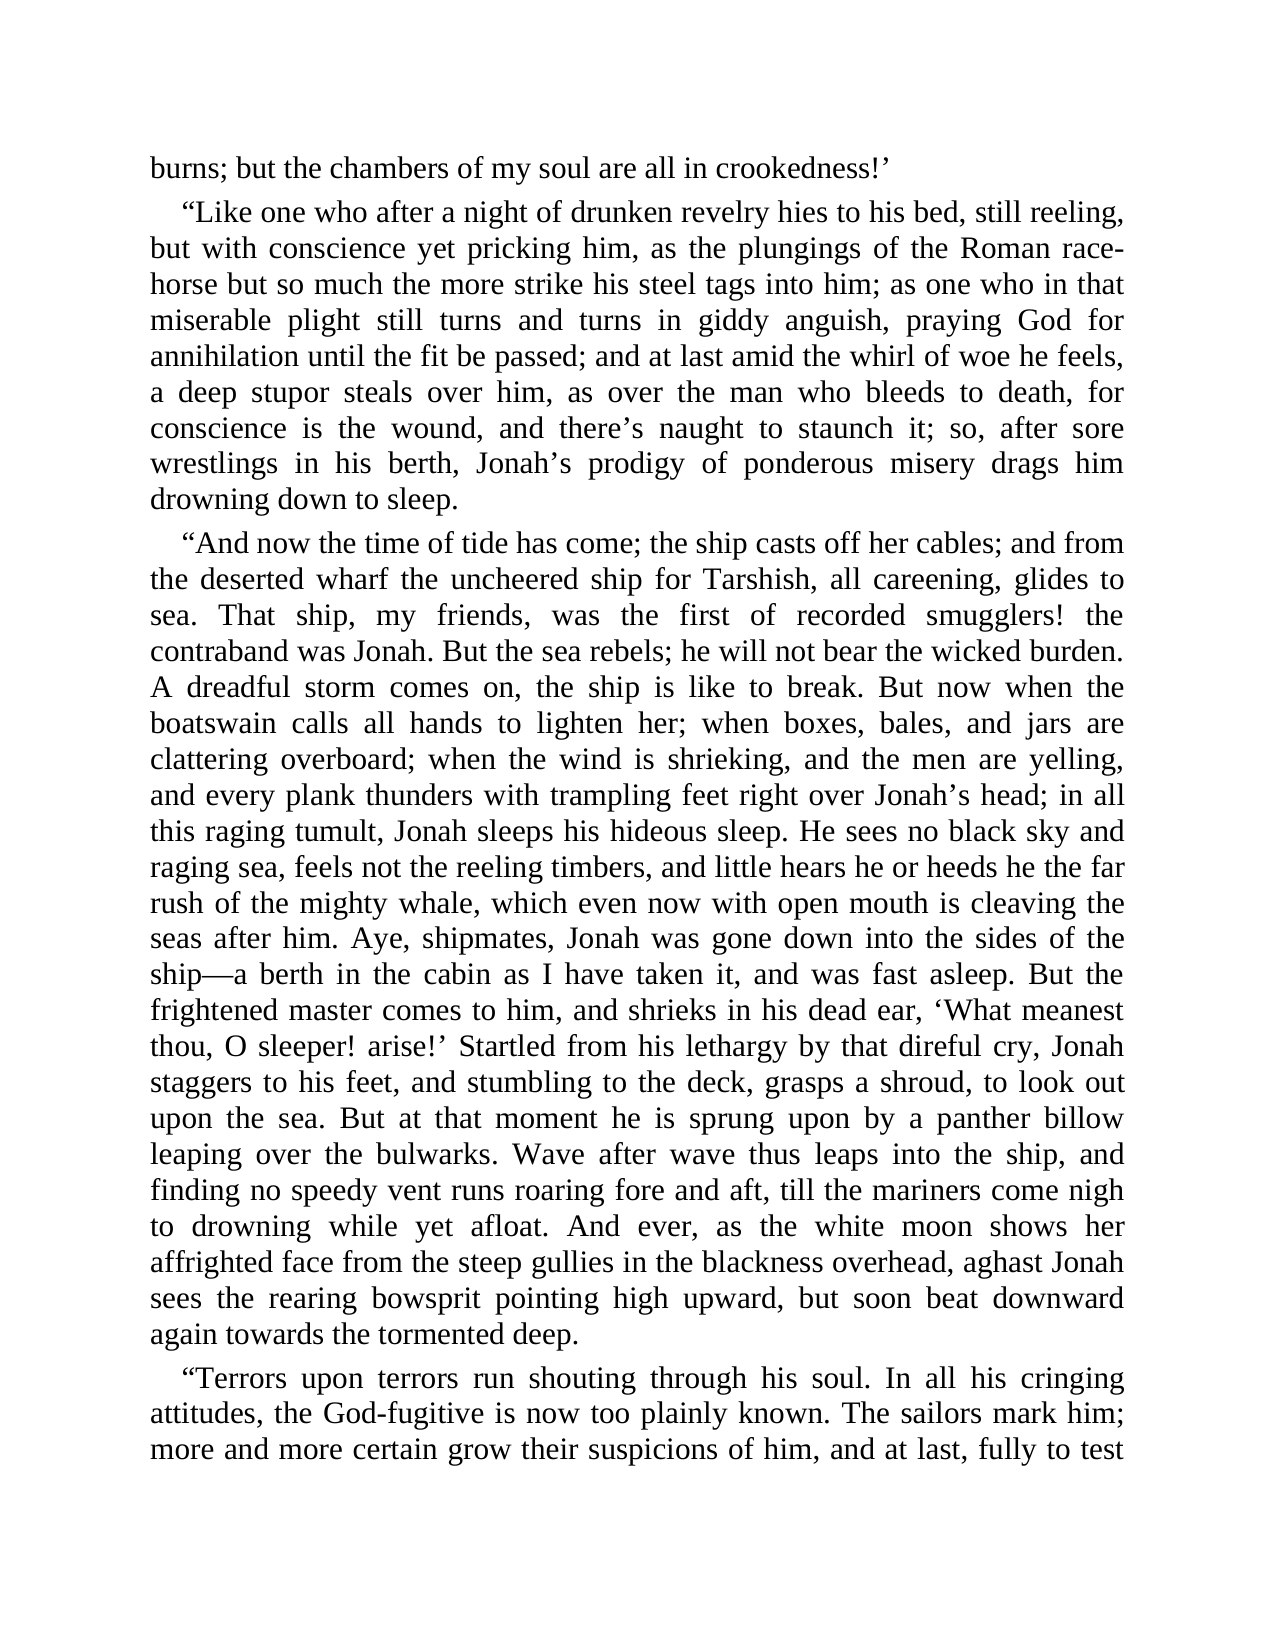 burns; but the chambers of my soul are all in crookedness!’
“Like one who after a night of drunken revelry hies to his bed, still reeling,
but with conscience yet pricking him, as the plungings of the Roman race-
horse but so much the more strike his steel tags into him; as one who in that
miserable plight still turns and turns in giddy anguish, praying God for
annihilation until the fit be passed; and at last amid the whirl of woe he feels,
a deep stupor steals over him, as over the man who bleeds to death, for
conscience is the wound, and there’s naught to staunch it; so, after sore
wrestlings in his berth, Jonah’s prodigy of ponderous misery drags him
drowning down to sleep.
“And now the time of tide has come; the ship casts off her cables; and from
the deserted wharf the uncheered ship for Tarshish, all careening, glides to
sea. That ship, my friends, was the first of recorded smugglers! the
contraband was Jonah. But the sea rebels; he will not bear the wicked burden.
A dreadful storm comes on, the ship is like to break. But now when the
boatswain calls all hands to lighten her; when boxes, bales, and jars are
clattering overboard; when the wind is shrieking, and the men are yelling,
and every plank thunders with trampling feet right over Jonah’s head; in all
this raging tumult, Jonah sleeps his hideous sleep. He sees no black sky and
raging sea, feels not the reeling timbers, and little hears he or heeds he the far
rush of the mighty whale, which even now with open mouth is cleaving the
seas after him. Aye, shipmates, Jonah was gone down into the sides of the
ship—a berth in the cabin as I have taken it, and was fast asleep. But the
frightened master comes to him, and shrieks in his dead ear, ‘What meanest
thou, O sleeper! arise!’ Startled from his lethargy by that direful cry, Jonah
staggers to his feet, and stumbling to the deck, grasps a shroud, to look out
upon the sea. But at that moment he is sprung upon by a panther billow
leaping over the bulwarks. Wave after wave thus leaps into the ship, and
finding no speedy vent runs roaring fore and aft, till the mariners come nigh
to drowning while yet afloat. And ever, as the white moon shows her
affrighted face from the steep gullies in the blackness overhead, aghast Jonah
sees the rearing bowsprit pointing high upward, but soon beat downward
again towards the tormented deep.
“Terrors upon terrors run shouting through his soul. In all his cringing
attitudes, the God-fugitive is now too plainly known. The sailors mark him;
more and more certain grow their suspicions of him, and at last, fully to test